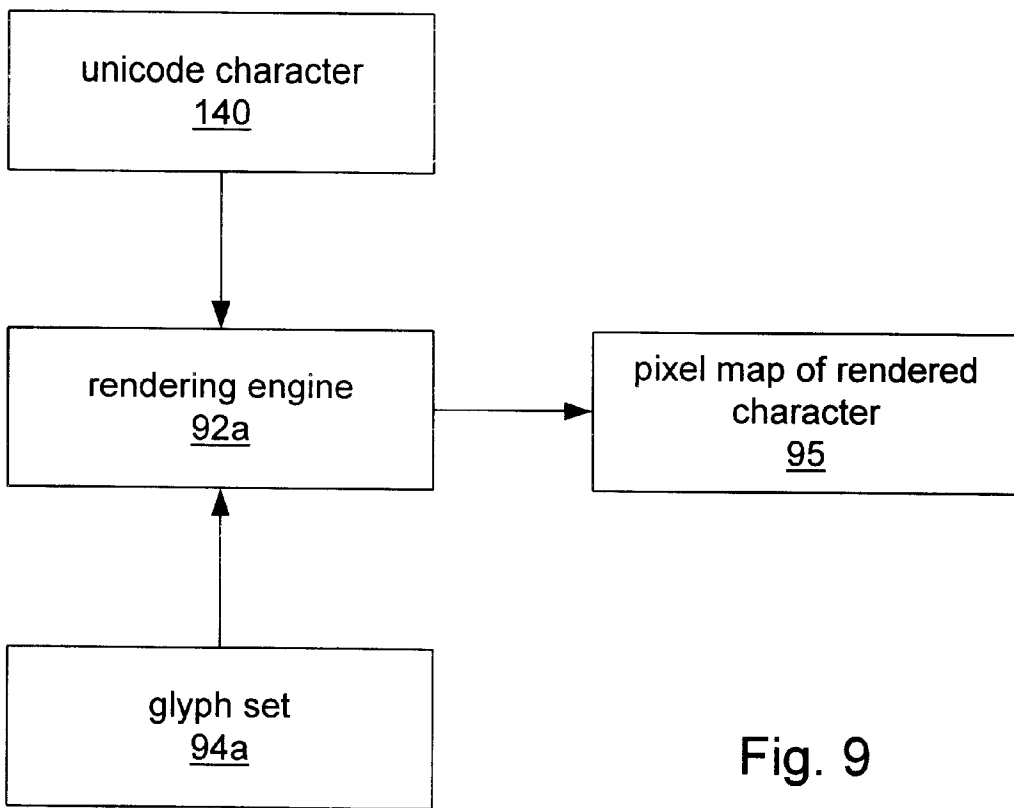 unicode character
140
rendering engine
92a
pixel map of rendered
character
95
glyph set
94a
Fig. 9